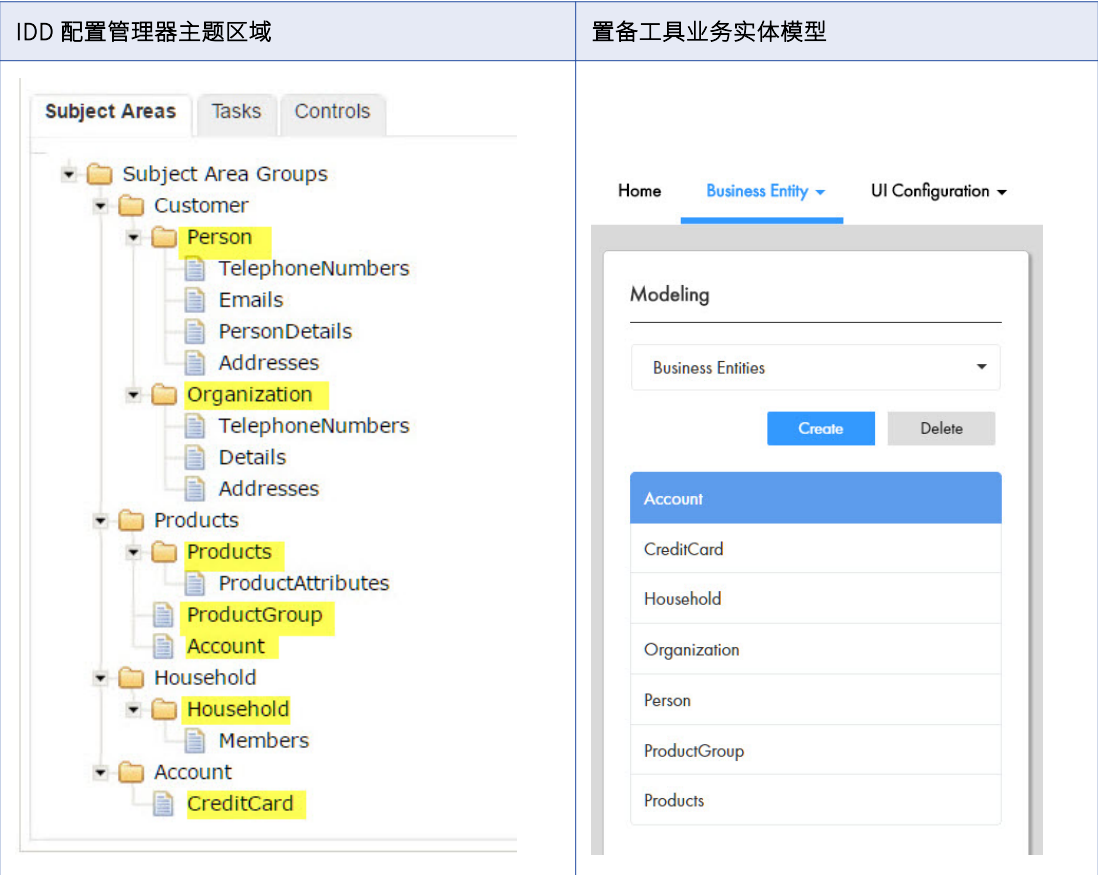 IDD 配置管理器主题区域
置备工具业务实体模型
Subject Areas
Tasks
Controls
Subject Area Groups
Customer
Person
TelephoneNumbers
Emails
PersonDetails
Addresses
Organization
TelephoneNumbers
Details
Addresses
Products
Products
ProductAttributes
ProductGroup
Account
Household
Household
Members
Account
CreditCard
Home
Business Entity
UI Configuration
Modeling
Business Entities
Create
Delete
Account
CreditCard
Household
Organization
Person
ProductGroup
Products